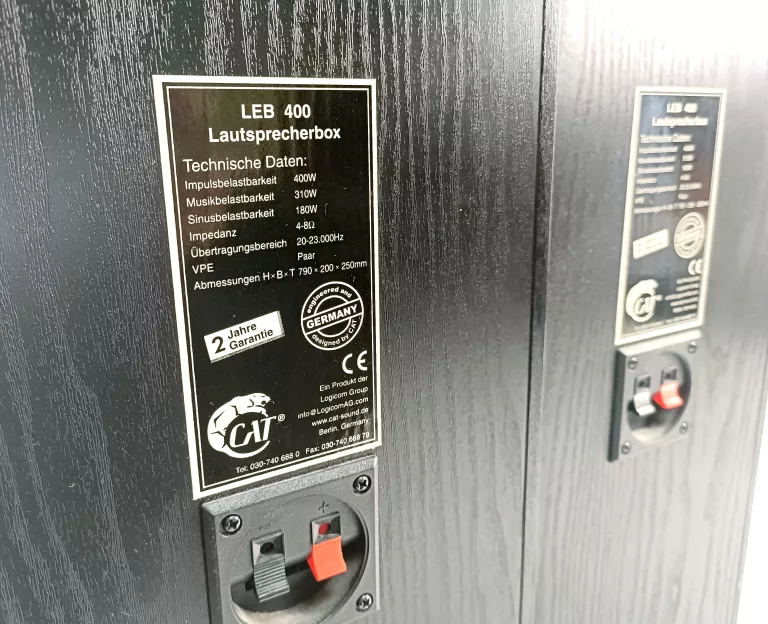 LEB 400
Lautsprecherbox
Technische Daten:
Impulsbelastbarkeit 400W
Musikbelastbarkeit 310W
Sinusbelastbarkeit 180W
Impedanz 4-8Ω
Übertragungsbereich 20-23.000Hz
VPE Paar
Abmessungen H×B×T 790×200×250mm
engineered and
GERMANY
designed by CAT
2 Jahre
Garantie
CE
Ein Produkt der
Logicom Group
info@LogicomAG.com
www.cat-sound.de
Berlin, Germany
CAT®
Tel: 030-740 688 0 Fax: 030-740 688 79
- +
LEB 400
Lautsprecherbox
Technische Daten:
CE
CAT